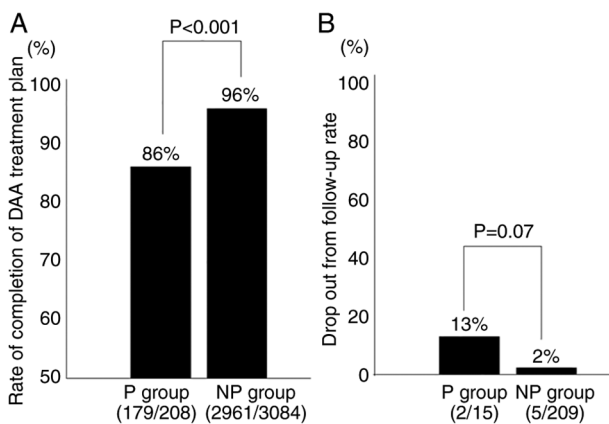 A
(%)
P<0.001
Rate of completion of DAA treatment plan
100
90
80
70
60
50
86%
96%
P group
(179/208)
NP group
(2961/3084)
B
(%)
Drop out from follow-up rate
100
80
60
40
20
0
P=0.07
13%
2%
P group
(2/15)
NP group
(5/209)